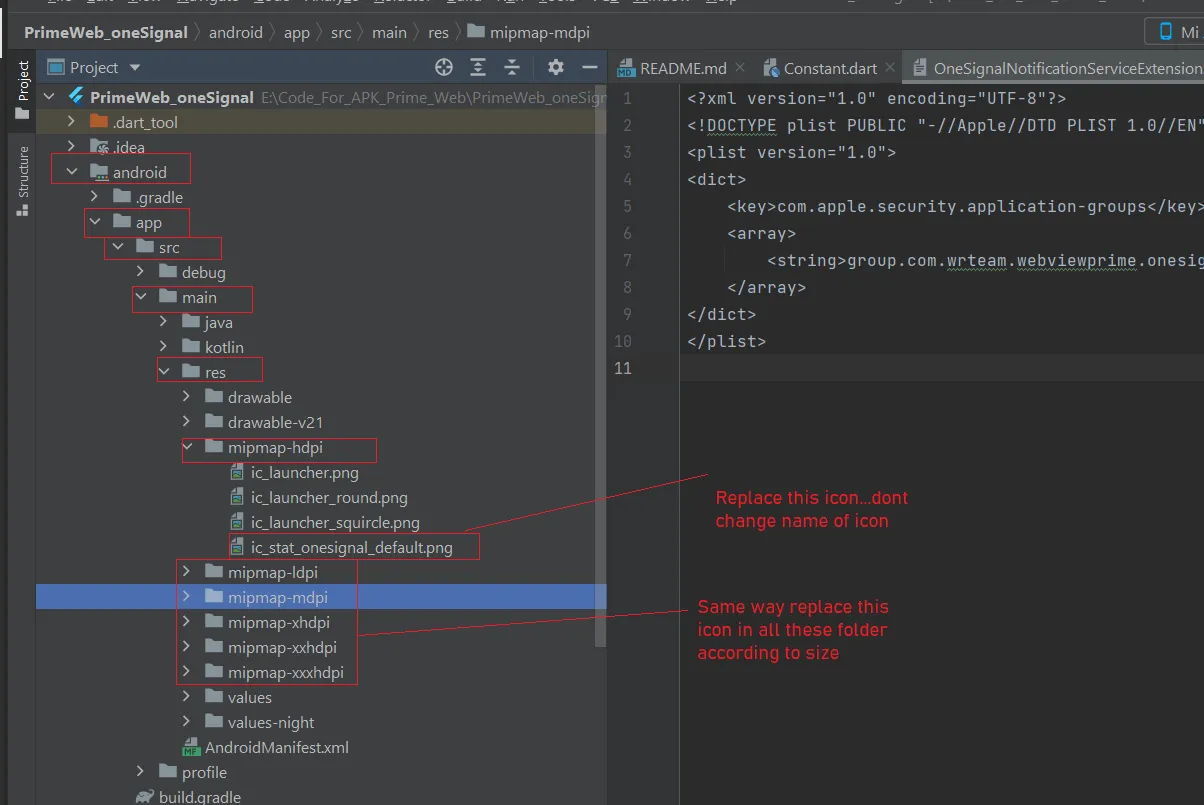 PrimeWeb_oneSignal
android
app
src
main
res
mipmap-mdpi
Mi
Project
README.md
Constant.dart
OneSignalNotificationServiceExtension
Project
Structure
PrimeWeb_oneSignal E:\Code_For_APK_Prime_Web\PrimeWeb_oneSign
.dart_tool
.idea
android
.gradle
app
src
debug
main
java
kotlin
res
drawable
drawable-v21
mipmap-hdpi
ic_launcher.png
ic_launcher_round.png
ic_launcher_squircle.png
ic_stat_onesignal_default.png
mipmap-ldpi
mipmap-mdpi
mipmap-xhdpi
mipmap-xxhdpi
mipmap-xxxhdpi
values
values-night
MF AndroidManifest.xml
profile
build.gradle
1 <?xml version="1.0" encoding="UTF-8"?>
2 <!DOCTYPE plist PUBLIC "-//Apple//DTD PLIST 1.0//EN"
3 <plist version="1.0">
4 <dict>
5 <key>com.apple.security.application-groups</key>
6 <array>
7 <string>group.com.wrteam.webviewprime.onesig
8 </array>
9 </dict>
10 </plist>
11
Replace this icon...dont
change name of icon
Same way replace this
icon in all these folder
according to size